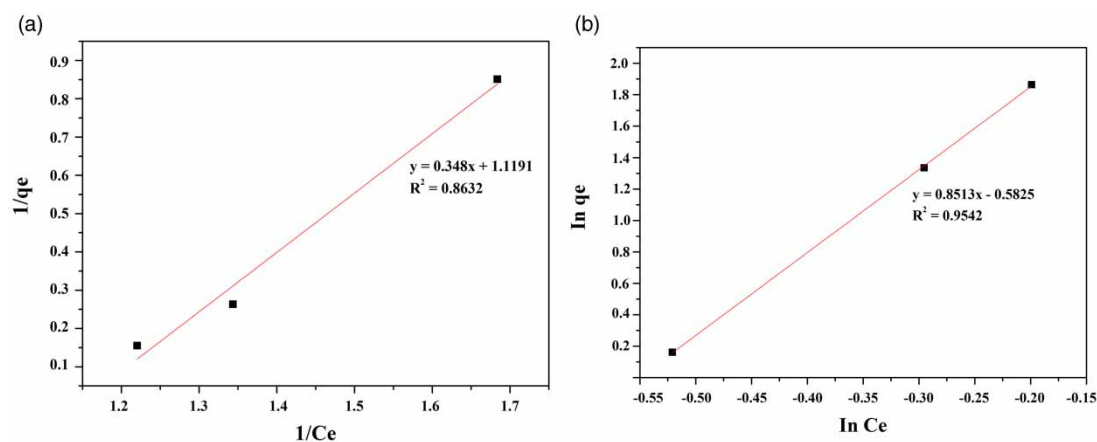 (a)
0.9
0.8
0.7
0.6
0.5
0.4
0.3
0.2
0.1
1/qe
y = 0.348x + 1.1191
R² = 0.8632
1.2 1.3 1.4 1.5 1.6 1.7
1/Ce
(b)
2.0
1.8
1.6
1.4
1.2
1.0
0.8
0.6
0.4
0.2
In qe
y = 0.8513x - 0.5825
R² = 0.9542
-0.55 -0.50 -0.45 -0.40 -0.35 -0.30 -0.25 -0.20 -0.15
In Ce